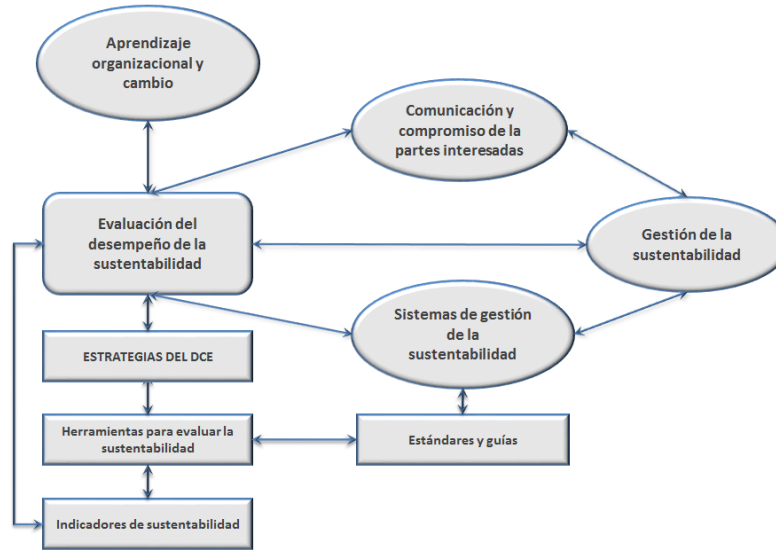 Aprendizaje
organizacional y
cambio
Comunicación y
compromiso de la
partes interesadas
Evaluación del
desempeño de la
sustentabilidad
Gestión de la
sustentabilidad
Sistemas de gestión
de la
sustentabilidad
ESTRATEGIAS DEL DCE
Herramientas para evaluar la
sustentabilidad
Estándares y guías
Indicadores de sustentabilidad